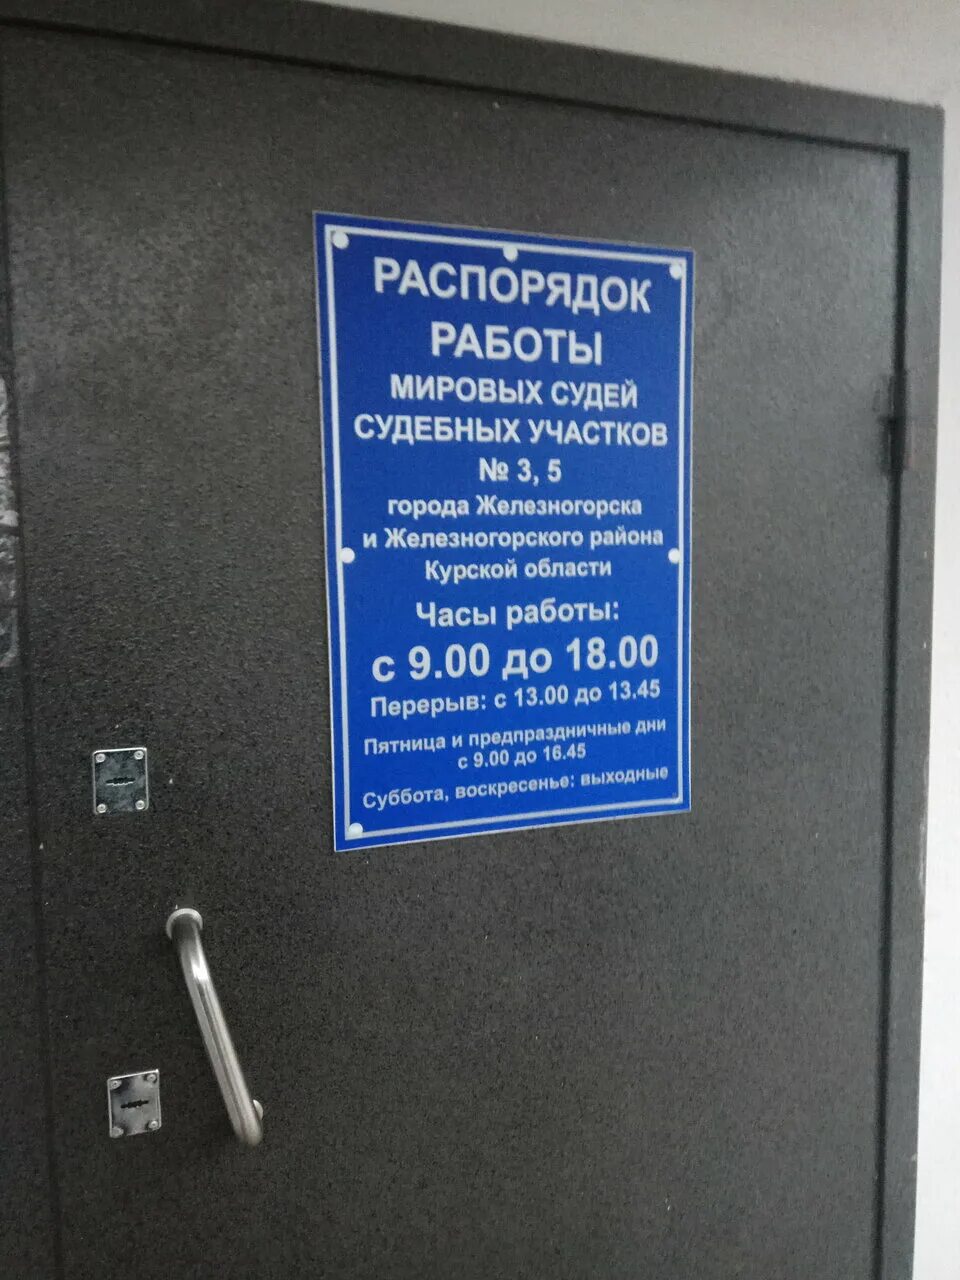 РАСПОРЯДОК
РАБОТЫ
МИРОВЫХ СУДЕЙ
СУДЕБНЫХ УЧАСТКОВ
№ 3, 5
города Железногорска
и Железногорского района
Курской области
Часы работы:
с 9.00 до 18.00
Перерыв: с 13.00 до 13.45
Пятница и предпраздничные дни
с 9.00 до 16.45
Суббота, воскресенье: выходные